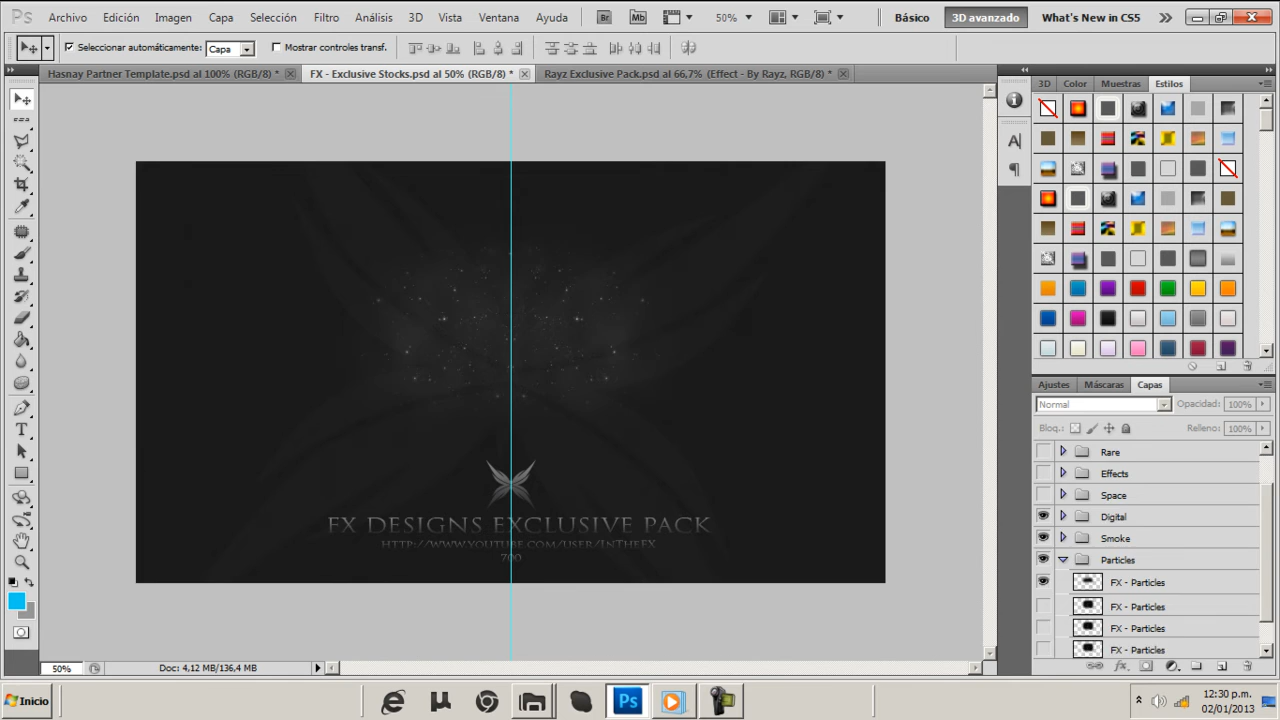 Ps Archivo Edición Imagen Capa Selección Filtro Análisis 3D Vista Ventana Ayuda Br Mb 50% Básico 3D avanzado What's New in CS5
Seleccionar automáticamente: Capa Mostrar controles transf.
Hasnay Partner Template.psd al 100% (RGB/8) * FX - Exclusive Stocks.psd al 50% (RGB/8) * Rayz Exclusive Pack.psd al 66,7% (Effect - By Rayz, RGB/8) *
3D Color Muestras Estilos
Ajustes Máscaras Capas
Normal Opacidad: 100%
Bloq.: Relleno: 100%
Rare
Effects
Space
Digital
Smoke
Particles
FX - Particles
FX - Particles
FX - Particles
FX - Particles
FX DESIGNS EXCLUSIVE PACK
HTTP://WWW.YOUTUBE.COM/USER/INTHEFX
700
50% Doc: 4,12 MB/136,4 MB
Inicio Ps 12:30 p.m.
02/01/2013